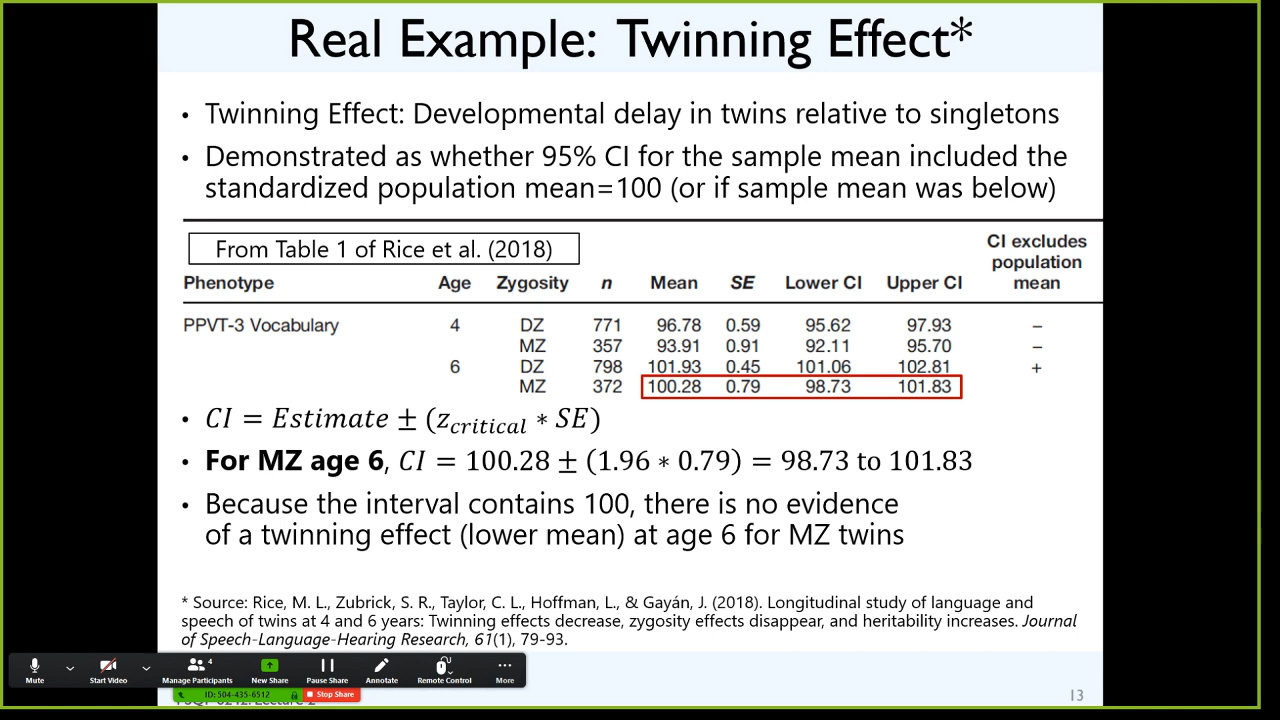 Real Example: Twinning Effect*
• Twinning Effect: Developmental delay in twins relative to singletons
• Demonstrated as whether 95% CI for the sample mean included the
standardized population mean=100 (or if sample mean was below)
From Table 1 of Rice et al. (2018)
CI excludes
population
Phenotype Age Zygosity n Mean SE Lower CI Upper CI mean
PPVT-3 Vocabulary 4 DZ 771 96.78 0.59 95.62 97.93 –
MZ 357 93.91 0.91 92.11 95.70 –
6 DZ 798 101.93 0.45 101.06 102.81 +
MZ 372 100.28 0.79 98.73 101.83
• CI = Estimate ± (z_critical * SE)
• For MZ age 6, CI = 100.28 ± (1.96 * 0.79) = 98.73 to 101.83
• Because the interval contains 100, there is no evidence
of a twinning effect (lower mean) at age 6 for MZ twins
* Source: Rice, M. L., Zubrick, S. R., Taylor, C. L., Hoffman, L., & Gayán, J. (2018). Longitudinal study of language and
speech of twins at 4 and 6 years: Twinning effects decrease, zygosity effects disappear, and heritability increases. Journal
of Speech-Language-Hearing Research, 61(1), 79-93.
4
Mute Start Video Manage Participants New Share Pause Share Annotate Remote Control More
ID: 504-435-6512 Stop Share
13